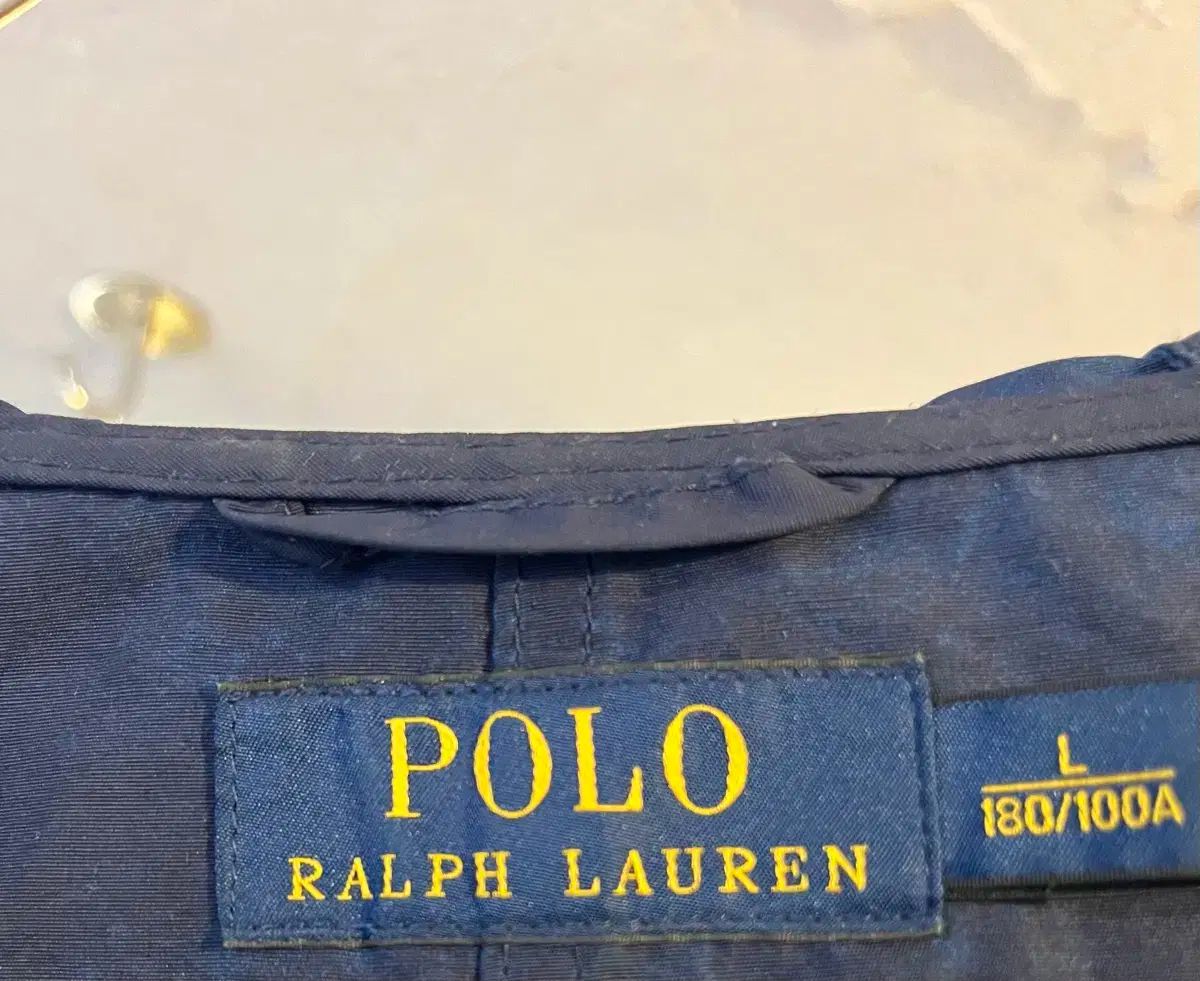 POLO
RALPH LAUREN
L
180/100A